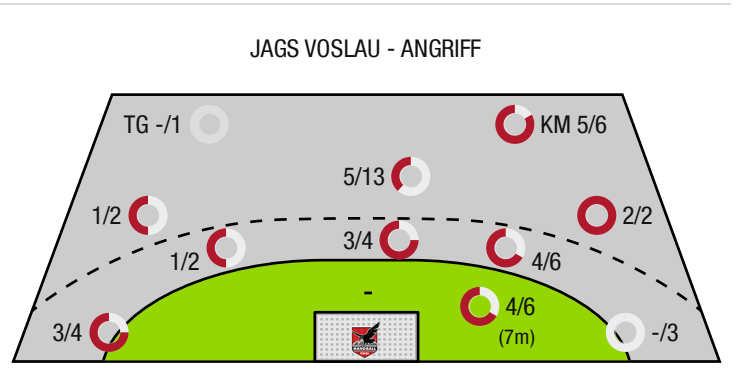 JAGS VOSLAU - ANGRIFF
TG -/1
KM 5/6
5/13
1/2
2/2
1/2
3/4
4/6
-
4/6
(7m)
3/4
-/3
HANDBALL